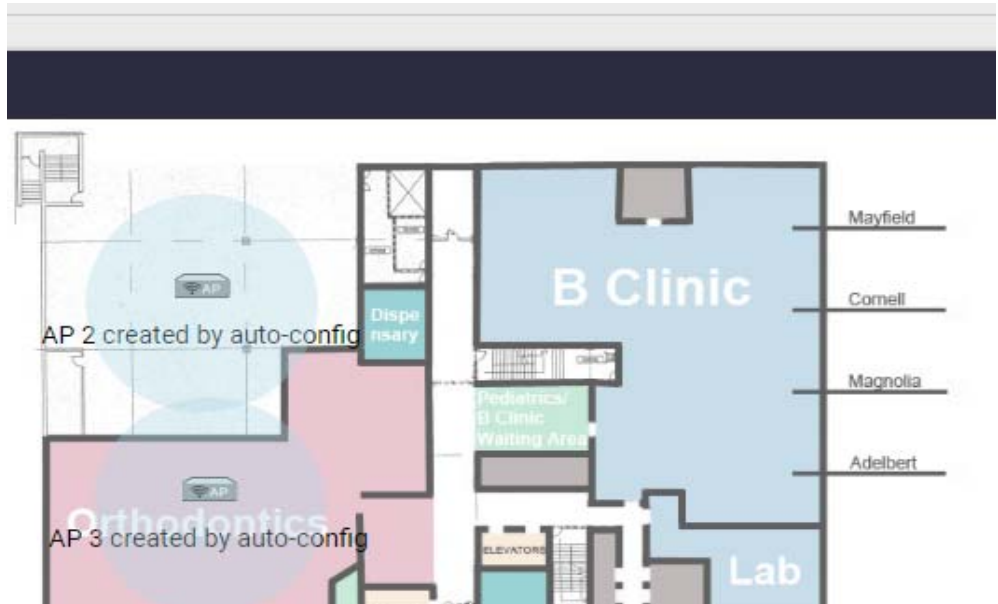 Mayfield
B Clinic
AP
Dispe
nsary
Cornell
AP 2 created by auto-config
Magnolia
Pediatrics/
B Clinic
Waiting Area
Adelbert
AP
Orthodontics
AP 3 created by auto-config
ELEVATORS
Lab